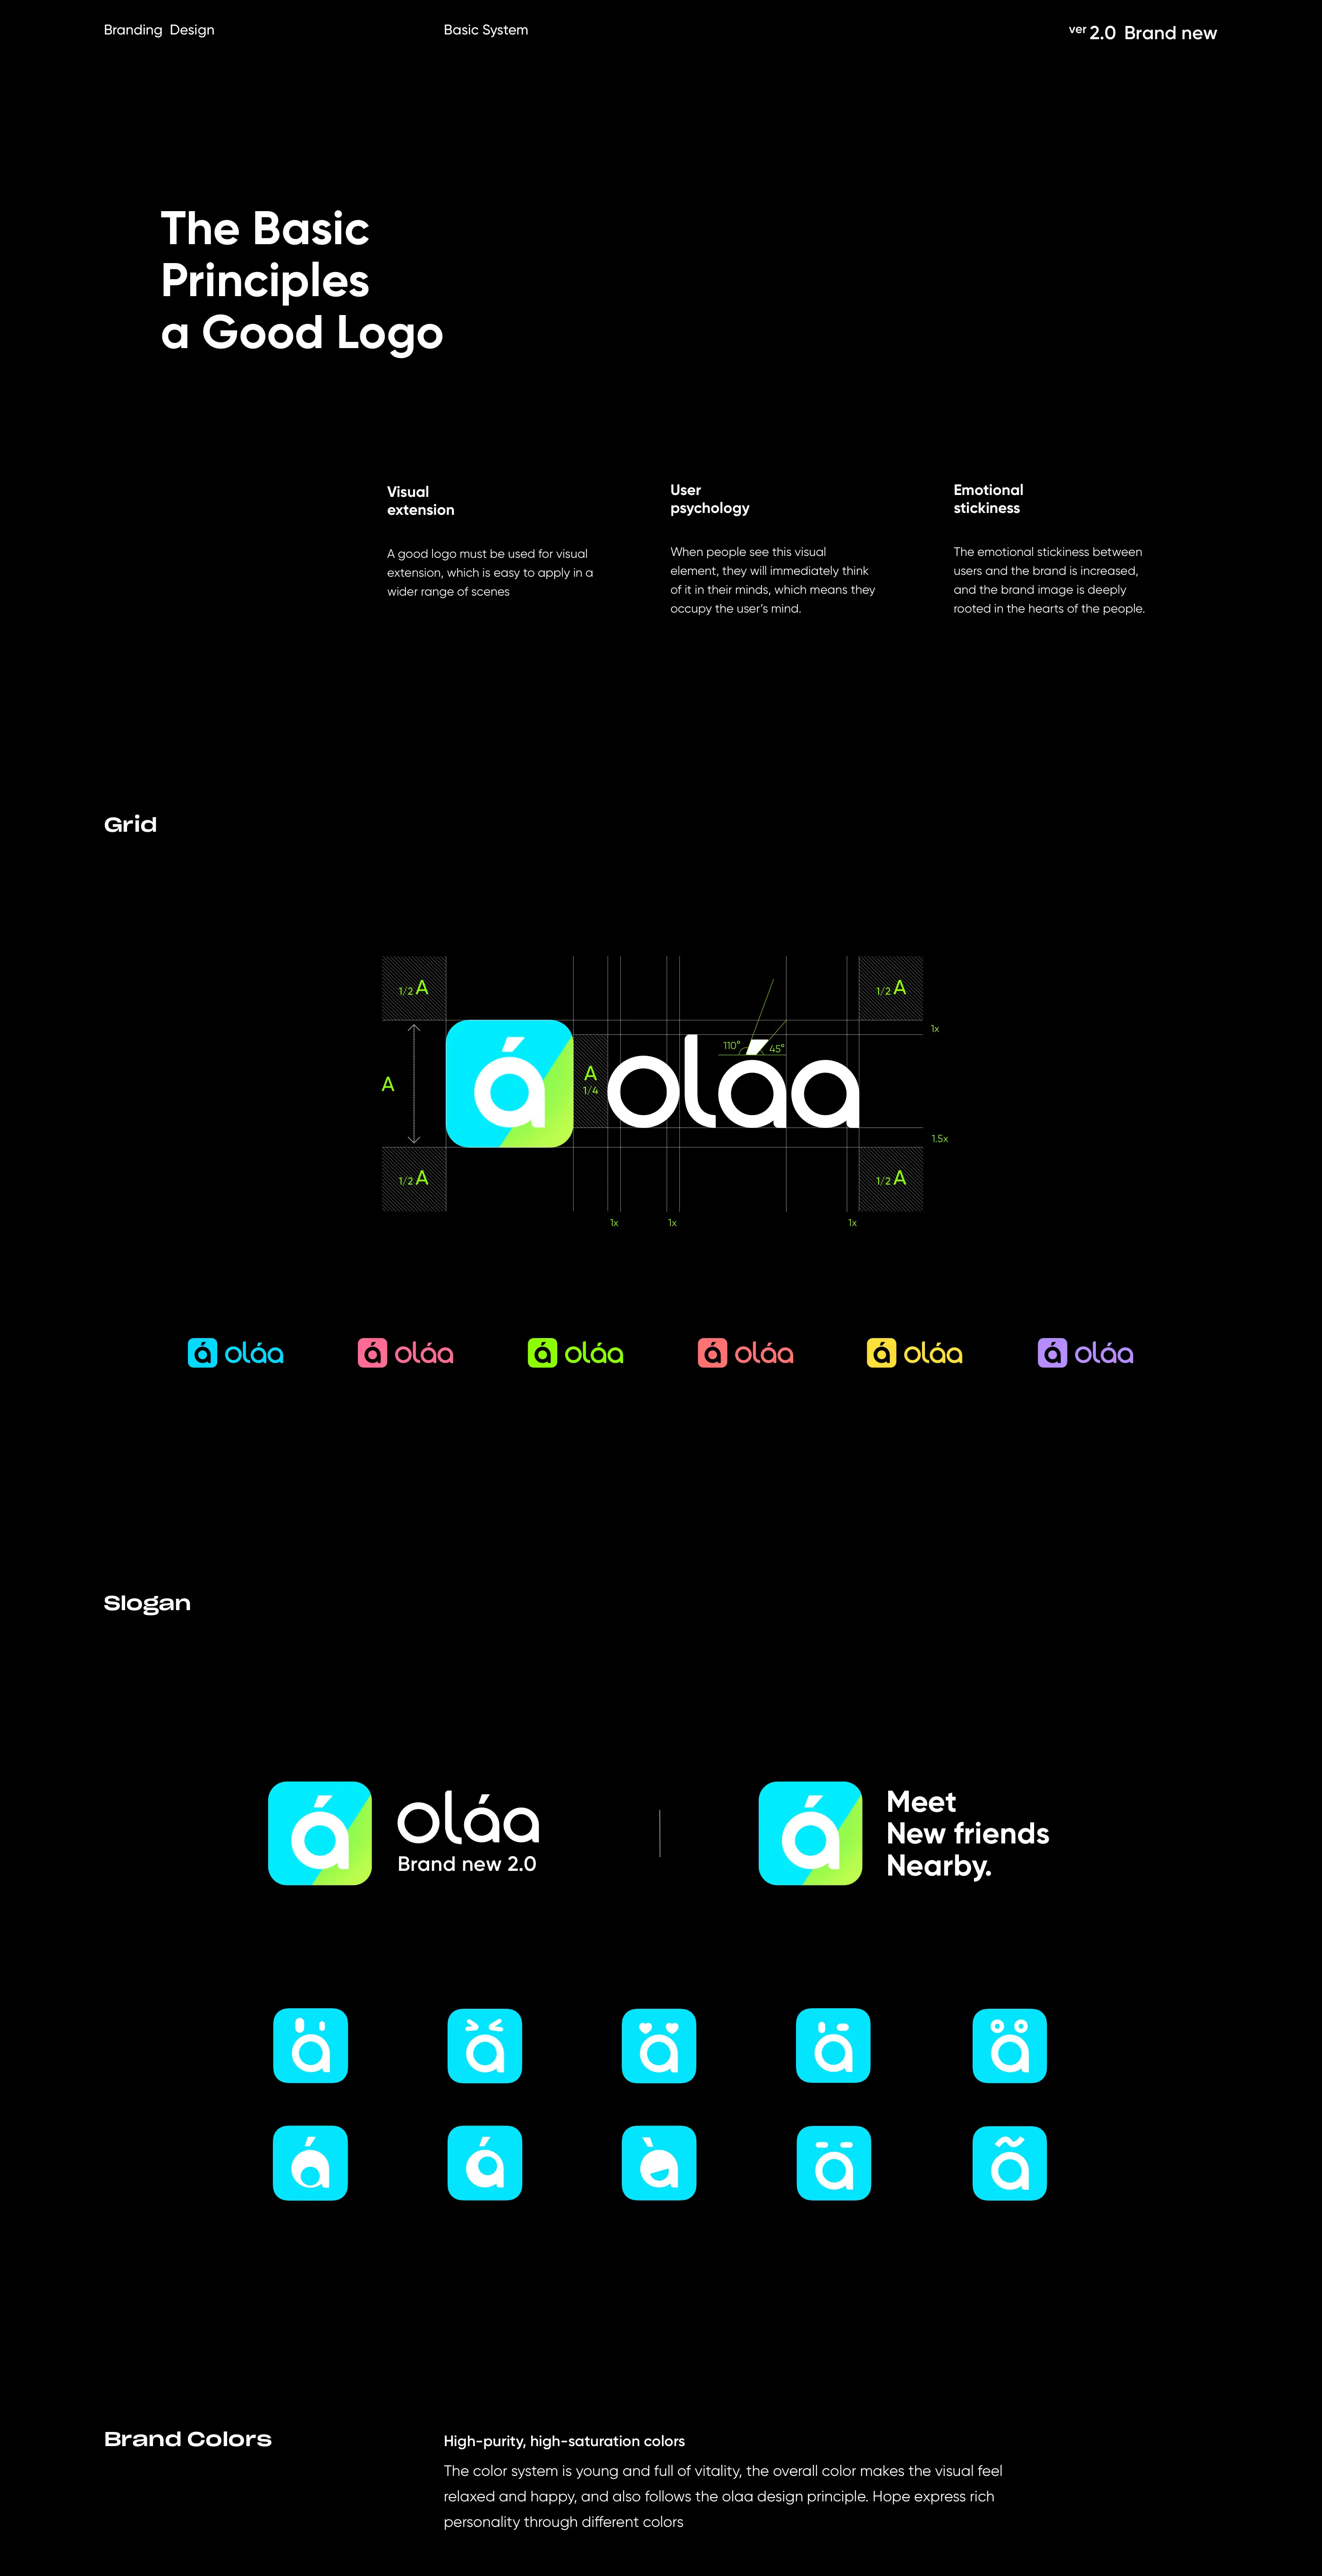 Branding  Design
Basic System
ver 2.0 Brand new
The Basic
Principles
a Good Logo
Visual
extension
A good logo must be used for visual
extension, which is easy to apply in a
wider range of scenes
User
psychology
When people see this visual
element, they will immediately think
of it in their minds, which means they
occupy the user’s mind.
Emotional
stickiness
The emotional stickiness between
users and the brand is increased,
and the brand image is deeply
rooted in the hearts of the people.
Grid
1/2 A
1/2 A
1x
110°
45°
A
á
A
1/4
oláa
1.5x
1/2 A
1/2 A
1x
1x
1x
á oláa
á oláa
á oláa
á oláa
á oláa
á oláa
Slogan
á
oláa
Brand new 2.0
á
Meet
New friends
Nearby.
Brand Colors
High-purity, high-saturation colors
The color system is young and full of vitality, the overall color makes the visual feel
relaxed and happy, and also follows the olaa design principle. Hope express rich
personality through different colors